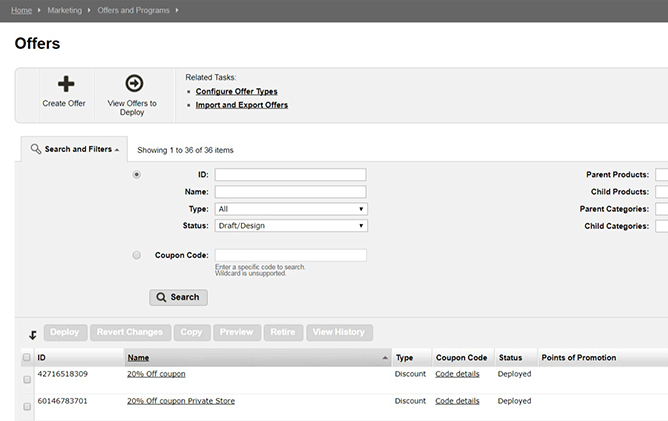 Home Marketing Offers and Programs
Offers
Create Offer
View Offers to
Deploy
Related Tasks:
Configure Offer Types
Import and Export Offers
Search and Filters
Showing 1 to 36 of 36 items
ID:
Name:
Type: All
Status: Draft/Design
Parent Products:
Child Products:
Parent Categories:
Child Categories:
Coupon Code:
Enter a specific code to search.
Wildcard is unsupported.
Search
Deploy Revert Changes Copy Preview Retire View History
ID Name Type Coupon Code Status Points of Promotion
42716518309 20% Off coupon Discount Code details Deployed
60146783701 20% Off coupon Private Store Discount Code details Deployed